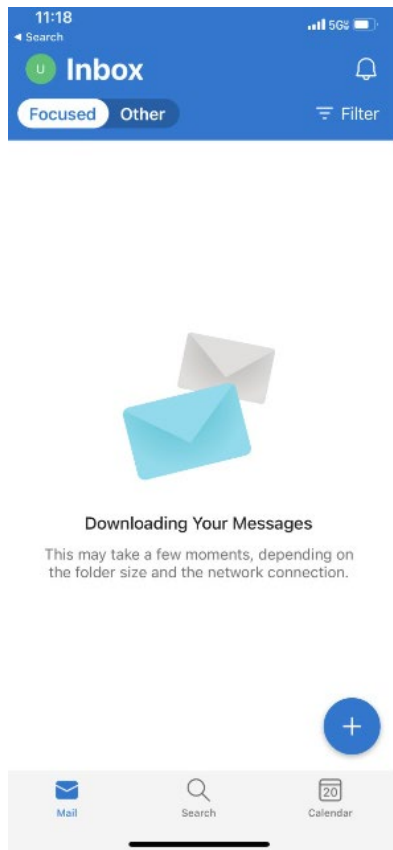 11:18
5G
◀ Search
U Inbox
Focused Other Filter
Downloading Your Messages
This may take a few moments, depending on
the folder size and the network connection.
+
20
Mail Search Calendar